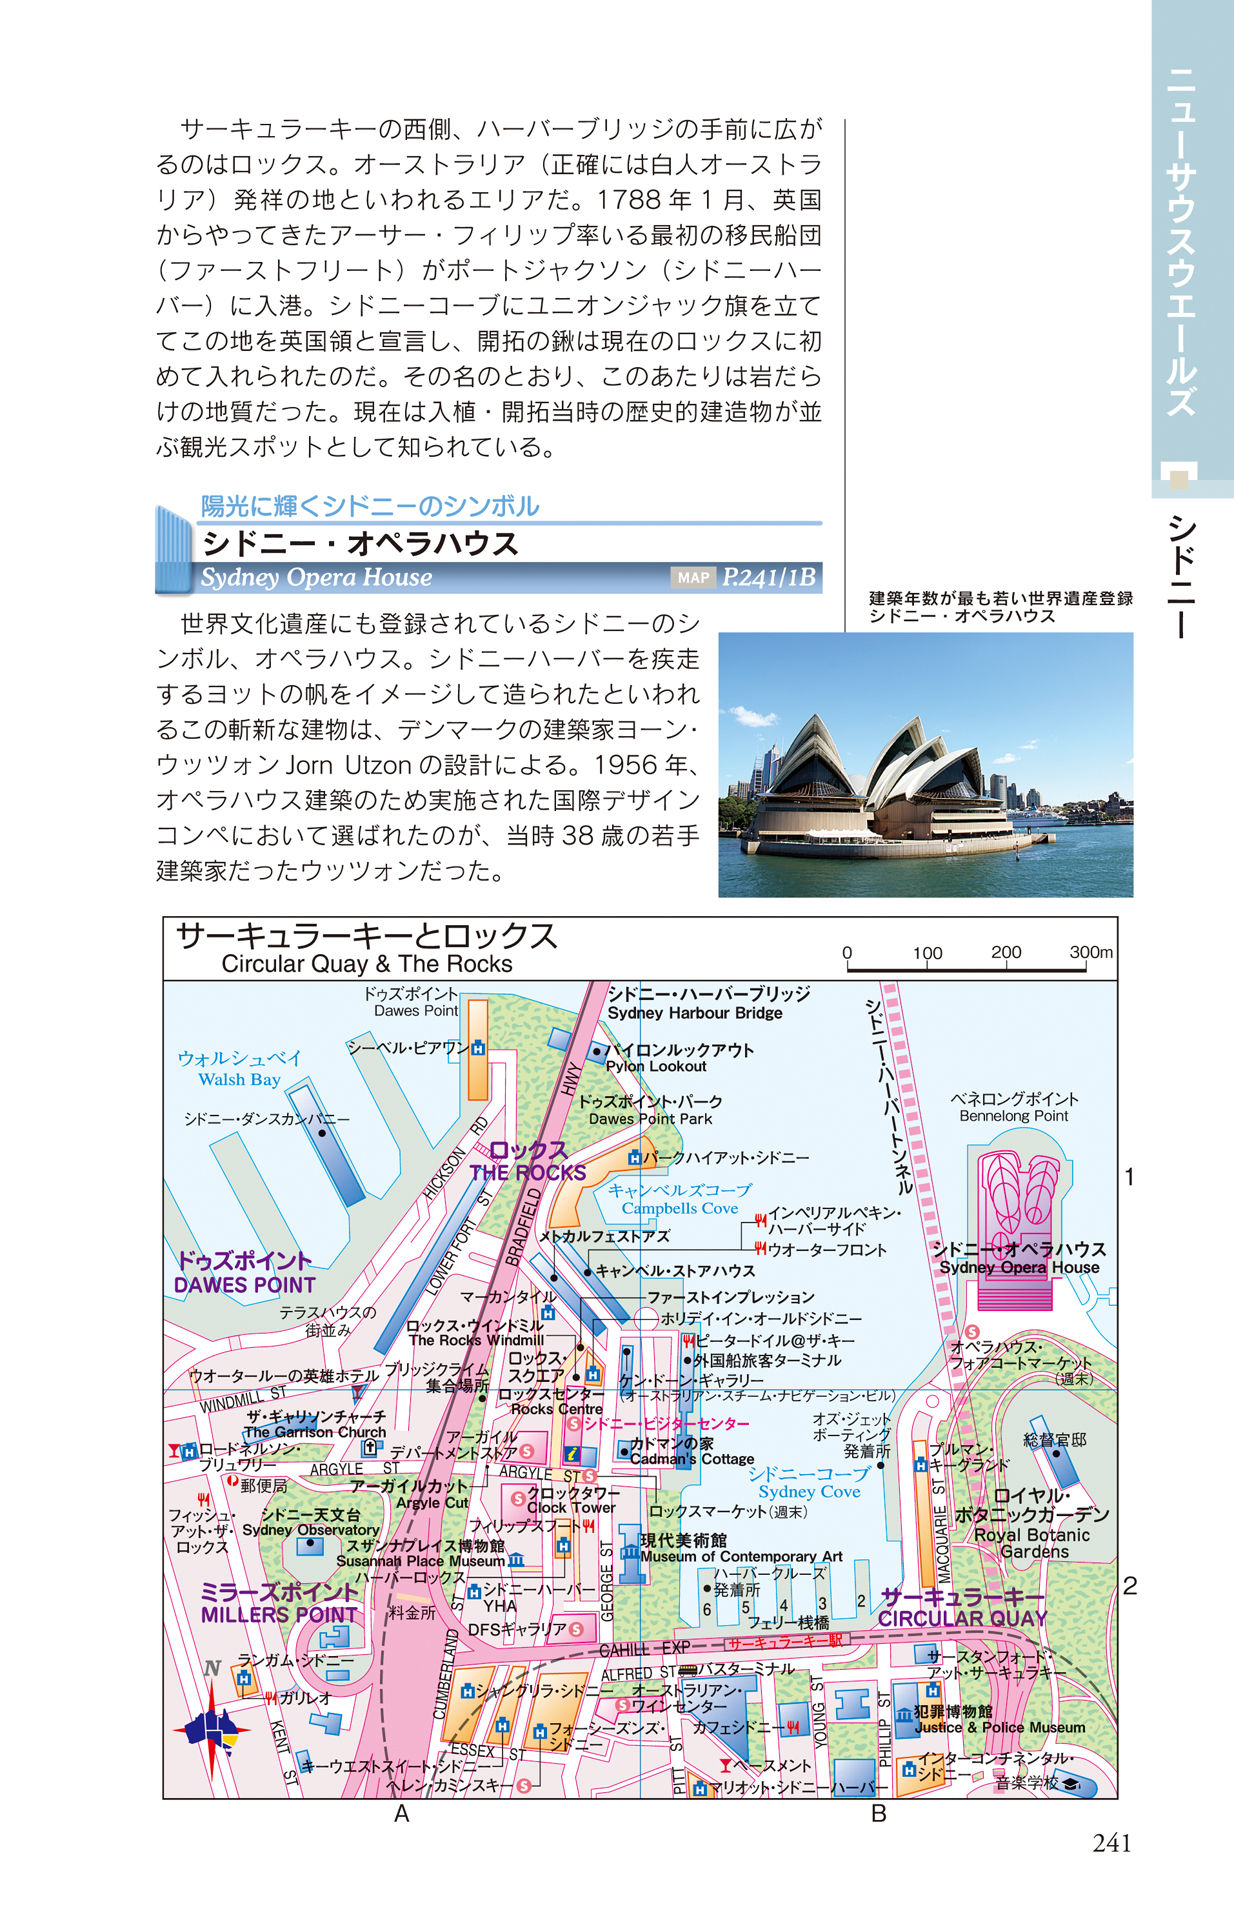 ニューサウスウエールズ
シドニー
サーキュラーキーの西側、ハーバーブリッジの手前に広が
るのはロックス。オーストラリア（正確には白人オーストラ
リア）発祥の地といわれるエリアだ。1788 年 1 月、英国
からやってきたアーサー・フィリップ率いる最初の移民船団
（ファーストフリート）がポートジャクソン（シドニーハー
バー）に入港。シドニーコーブにユニオンジャック旗を立て
てこの地を英国領と宣言し、開拓の鍬は現在のロックスに初
めて入れられたのだ。その名のとおり、このあたりは岩だら
けの地質だった。現在は入植・開拓当時の歴史的建造物が並
ぶ観光スポットとして知られている。
陽光に輝くシドニーのシンボル
シドニー・オペラハウス
Sydney Opera House MAP P.241/1B
世界文化遺産にも登録されているシドニーのシ
ンボル、オペラハウス。シドニーハーバーを疾走
するヨットの帆をイメージして造られたといわれ
るこの斬新な建物は、デンマークの建築家ヨーン・
ウッツォン Jorn Utzon の設計による。1956 年、
オペラハウス建築のため実施された国際デザイン
コンペにおいて選ばれたのが、当時 38 歳の若手
建築家だったウッツォンだった。
建築年数が最も若い世界遺産登録
シドニー・オペラハウス
サーキュラーキーとロックス
Circular Quay & The Rocks
0 100 200 300m
ドゥズポイント
Dawes Point
シドニー・ハーバーブリッジ
Sydney Harbour Bridge
シドニー・ハーバートンネル
シーベル・ピアワン
ウォルシュベイ
Walsh Bay
パイロンルックアウト
Pylon Lookout
HWY
シドニー・ダンスカンパニー
ドゥズポイント・パーク
Dawes Point Park
ベネロングポイント
Bennelong Point
HICKSON RD
ロックス
THE ROCKS
パークハイアット・シドニー
1
キャンベルズコーブ
Campbells Cove
LOWER FORT ST
BRADFIELD
インペリアルペキン・
ハーバーサイド
ウオーターフロント
メトカルフェストアズ
キャンベル・ストアハウス
シドニー・オペラハウス
Sydney Opera House
ドゥズポイント
DAWES POINT
テラスハウスの
街並み
マーカンタイル
ファーストインプレッション
ホリデイ・イン・オールドシドニー
ロックス・ウインドミル
The Rocks Windmill
ピータードイル@ザ・キー
外国船旅客ターミナル
ロックス・
スクエア
ケン・ドーン・ギャラリー
（オーストラリアン・スチーム・ナビゲーション・ビル）
オペラハウス・
フォアコートマーケット
（週末）
ウオータールーの英雄ホテル
ブリッジクライム
集合場所
WINDMILL ST
ロックスセンター
Rocks Centre
シドニー・ビジターセンター
ザ・ギャリソンチャーチ
The Garrison Church
ロードネルソン・
ブリュワリー
アーガイル
デパートメントストア
カドマンの家
Cadman's Cottage
オズ・ジェット
ボーティング
発着所
プルマン・
キーグランド
総督官邸
ARGYLE ST
ARGYLE ST
郵便局
アーガイルカット
Argyle Cut
クロックタワー
Clock Tower
シドニーコーブ
Sydney Cove
ロックスマーケット（週末）
ロイヤル・
ボタニックガーデン
Royal Botanic
Gardens
フィッシュ・
アット・ザ・
ロックス
シドニー天文台
Sydney Observatory
フィリップスフート
スザンナプレイス博物館
Susannah Place Museum
ハーバーロックス
現代美術館
Museum of Contemporary Art
MACQUARIE ST
GEORGE ST
ハーバークルーズ
発着所
6 5 4 3 2
フェリー桟橋
2
ミラーズポイント
MILLERS POINT
料金所
シドニーハーバー
YHA
DFSギャラリア
サーキュラーキー
CIRCULAR QUAY
CAHILL EXP
サーキュラーキー駅
CUMBERLAND ST
ランガム・シドニー
N
ガリレオ
ALFRED ST
バスターミナル
サースタンフォード・
アット・サーキュラキー
シャングリラ・シドニー
オーストラリアン・
ワインセンター
カフェシドニー
YOUNG ST
PHILIP ST
犯罪博物館
Justice & Police Museum
フォーシーズンズ・
シドニー
KENT ST
ESSEX ST
PITT ST
キーウエストスイート・シドニー
ヘレン・カミンスキー
ベースメント
マリオット・シドニーハーバー
インターコンチネンタル・
シドニー
音楽学校
A B
241